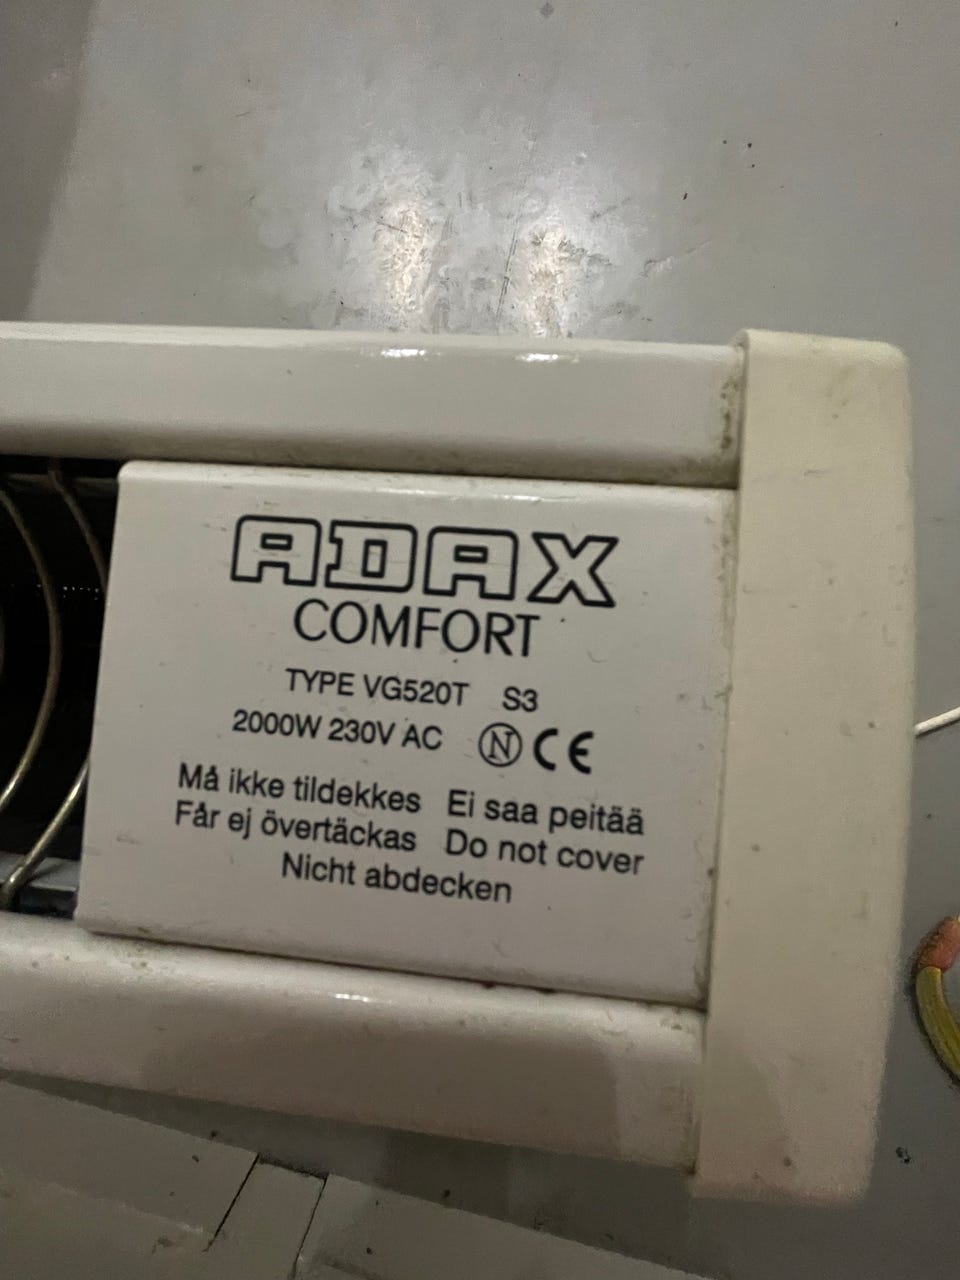 ADAX
COMFORT
TYPE VG520T S3
2000W 230V AC N CE
Må ikke tildekkes Ei saa peitää
Får ej övertäckas Do not cover
Nicht abdecken